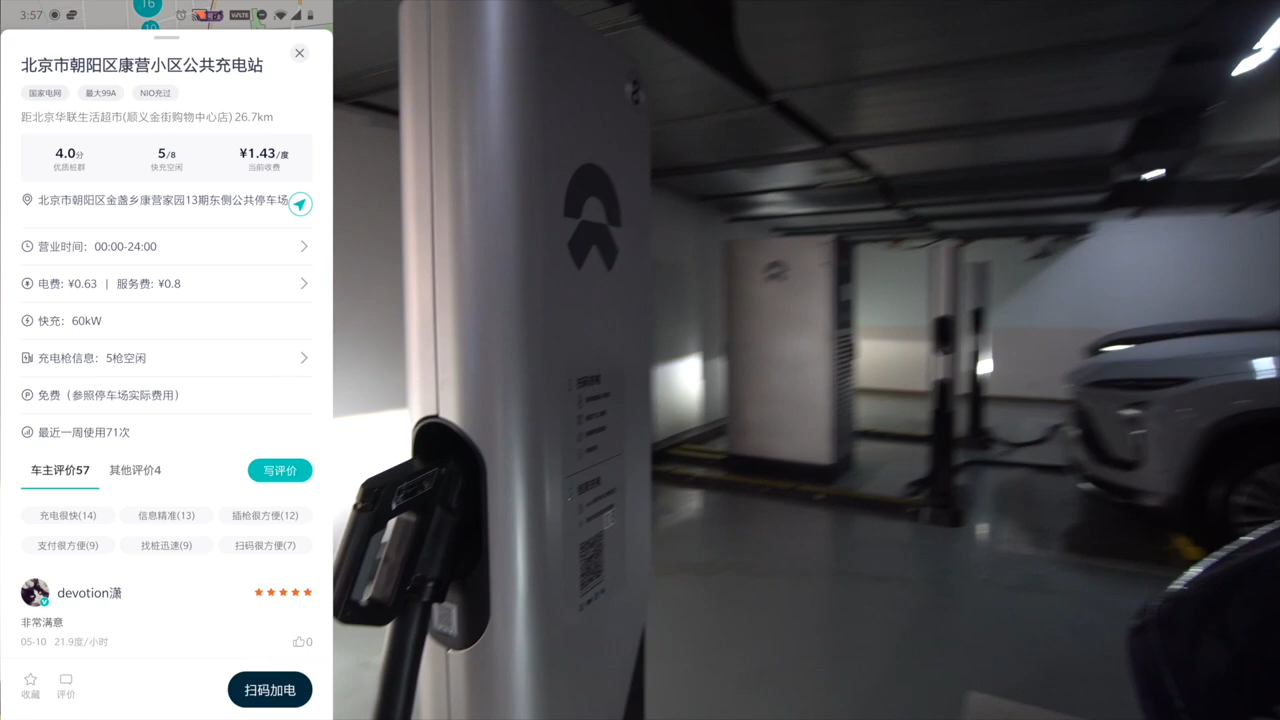 3:57
16
10
VoLTE
北京市朝阳区康营小区公共充电站
国家电网
最大99A
NIO充过
距北京华联生活超市(顺义金街购物中心店) 26.7km
4.0分
5/8
¥1.43/度
优质桩群
快充空闲
当前收费
北京市朝阳区金盏乡康营家园13期东侧公共停车场
营业时间：00:00-24:00
电费: ¥0.63 | 服务费: ¥0.8
快充：60kW
充电枪信息：5枪空闲
免费（参照停车场实际费用）
最近一周使用71次
车主评价57
其他评价4
写评价
充电很快(14)
信息精准(13)
插枪很方便(12)
支付很方便(9)
找桩迅速(9)
扫码很方便(7)
devotion潇
非常满意
05-10 21.9度/小时
0
收藏
评价
扫码加电